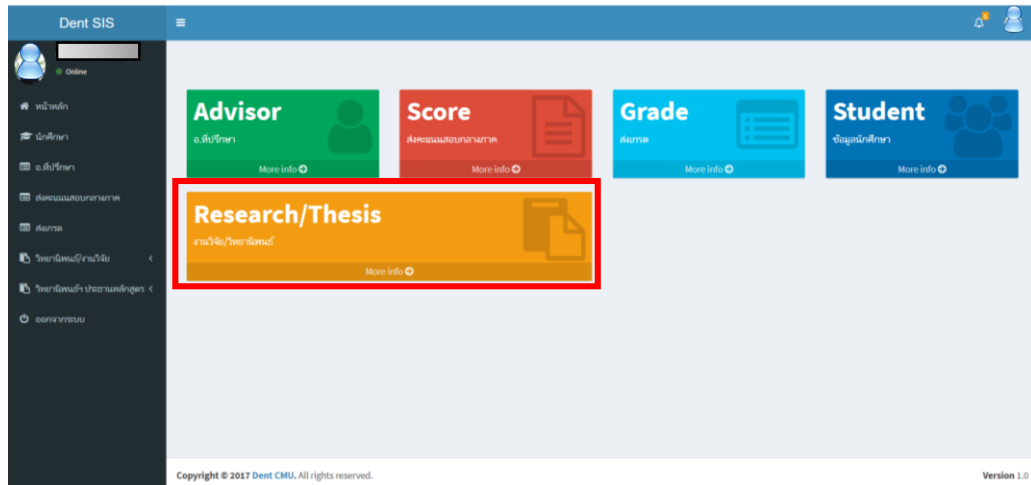 Dent SIS
Online
หน้าหลัก
นักศึกษา
อ.ที่ปรึกษา
ส่งคะแนนสอบกลางภาค
ส่งเกรด
วิทยานิพนธ์/งานวิจัย
วิทยานิพนธ์ฯ ประธานหลักสูตร
ออกจากระบบ
Advisor
อ.ที่ปรึกษา
More info
Score
ส่งคะแนนสอบกลางภาค
More info
Grade
ส่งเกรด
More info
Student
ข้อมูลนักศึกษา
More info
Research/Thesis
งานวิจัย/วิทยานิพนธ์
More info
Copyright © 2017 Dent CMU. All rights reserved.
Version 1.0